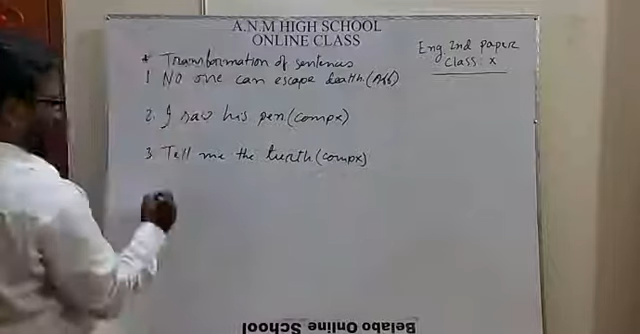 A.N.M HIGH SCHOOL
ONLINE CLASS
Eng 2nd paper
Class: X
* Transformation of sentences
1 No one can escape death. (Aff)
2. I saw his pen (compx)
3. Tell me the turth (compx)
Belabo Online School